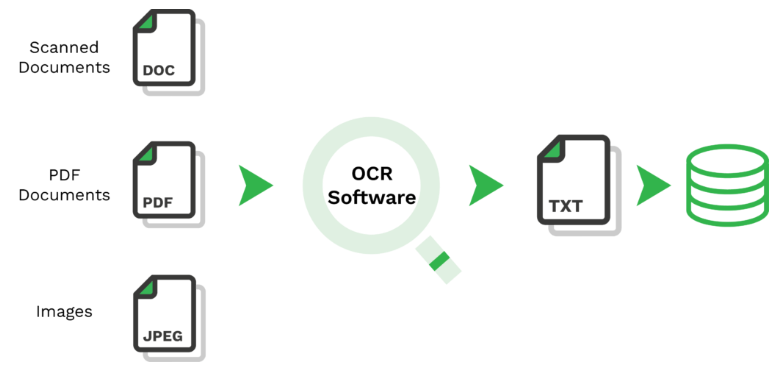 Scanned
Documents
DOC
PDF
Documents
PDF
Images
JPEG
OCR
Software
TXT